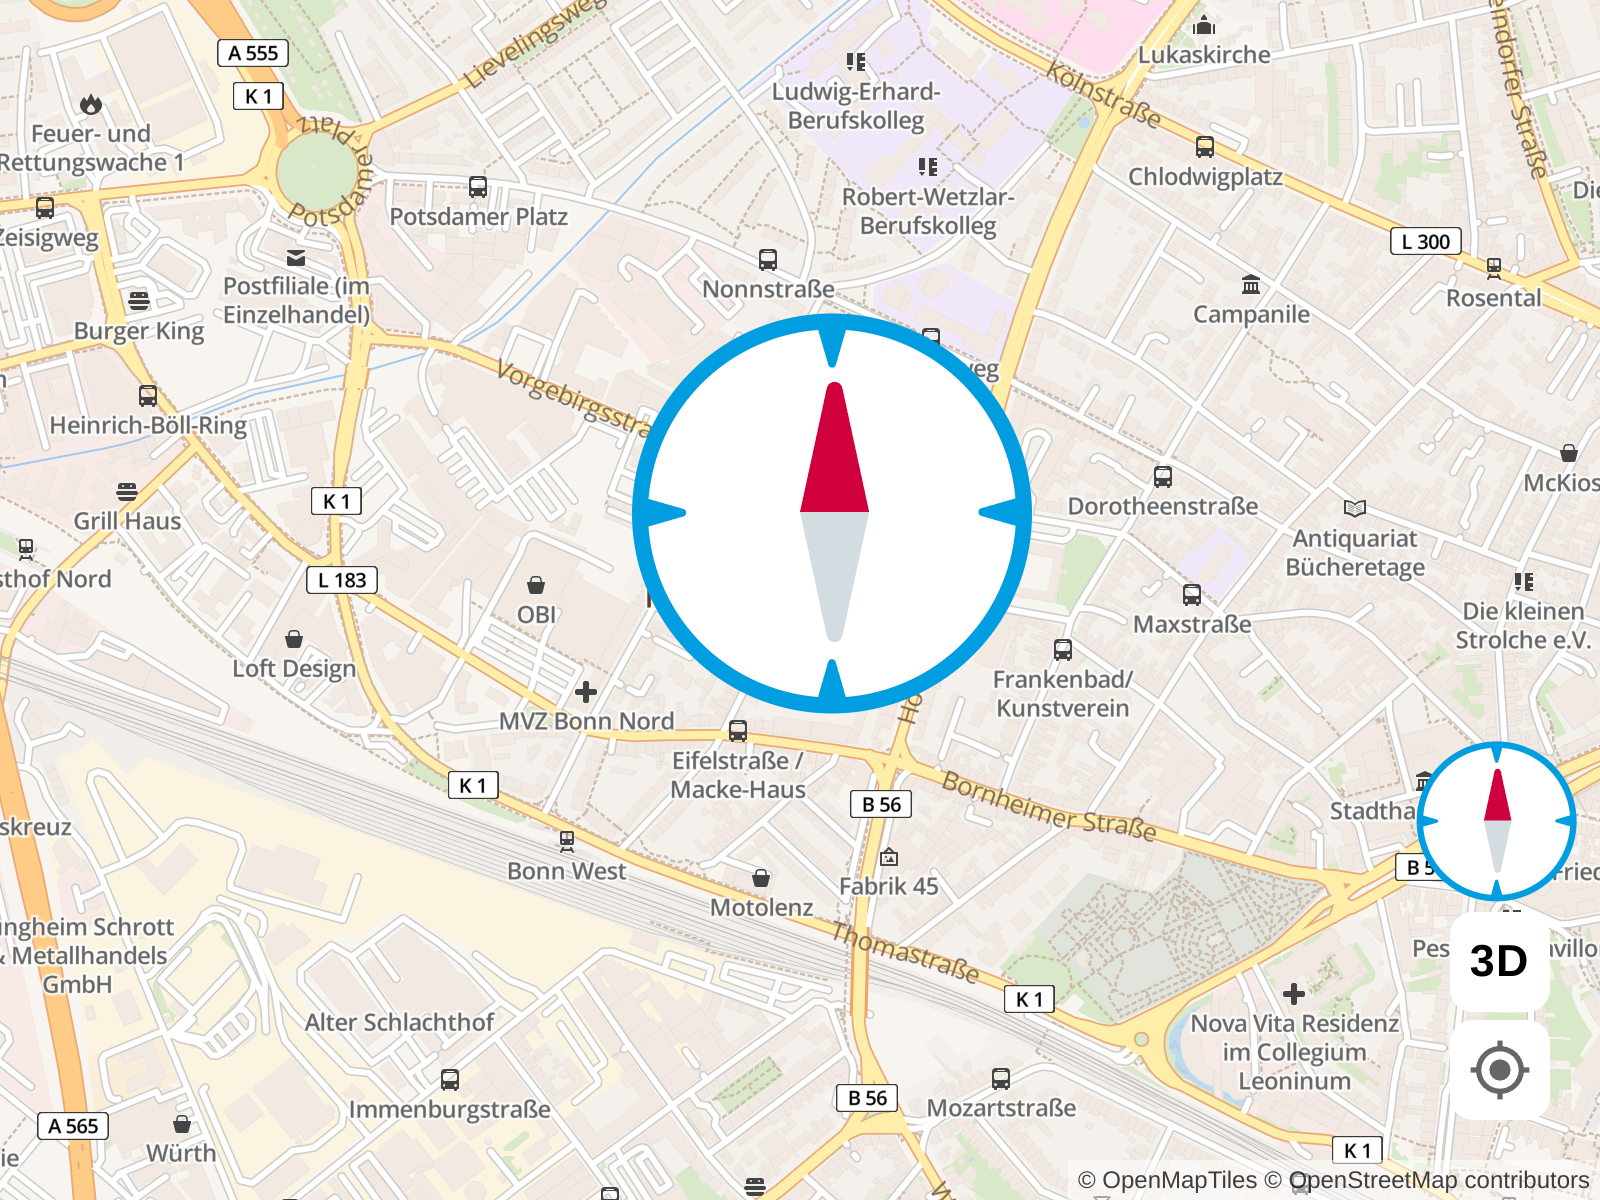 Lievelingsweg
Lukaskirche
A 555
K 1
Kölnstraße
Ludwig-Erhard-
Berufskolleg
Feuer- und
Rettungswache 1
Potsdamer Platz
Chlodwigplatz
Robert-Wetzlar-
Berufskolleg
Potsdamer Platz
Zeisigweg
L 300
Postfiliale (im
Einzelhandel)
Nonnstraße
Rosental
Campanile
Burger King
Vorgebirgsstra
weg
Heinrich-Böll-Ring
McKios
K 1
Dorotheenstraße
Grill Haus
Antiquariat
Bücheretage
sthof Nord
L 183
OBI
Die kleinen
Strolche e.V.
Maxstraße
Loft Design
Frankenbad/
Kunstverein
MVZ Bonn Nord
Eifelstraße /
Macke-Haus
K 1
B 56
Bornheimer Straße
Stadtha
skreuz
Bonn West
B 5
Fried
Fabrik 45
Motolenz
Thomastraße
ingheim Schrott
& Metallhandels
GmbH
Pes
avillo
3D
K 1
Alter Schlachthof
Nova Vita Residenz
im Collegium
Leoninum
B 56
Immenburgstraße
Mozartstraße
A 565
Würth
K 1
© OpenMapTiles © OpenStreetMap contributors